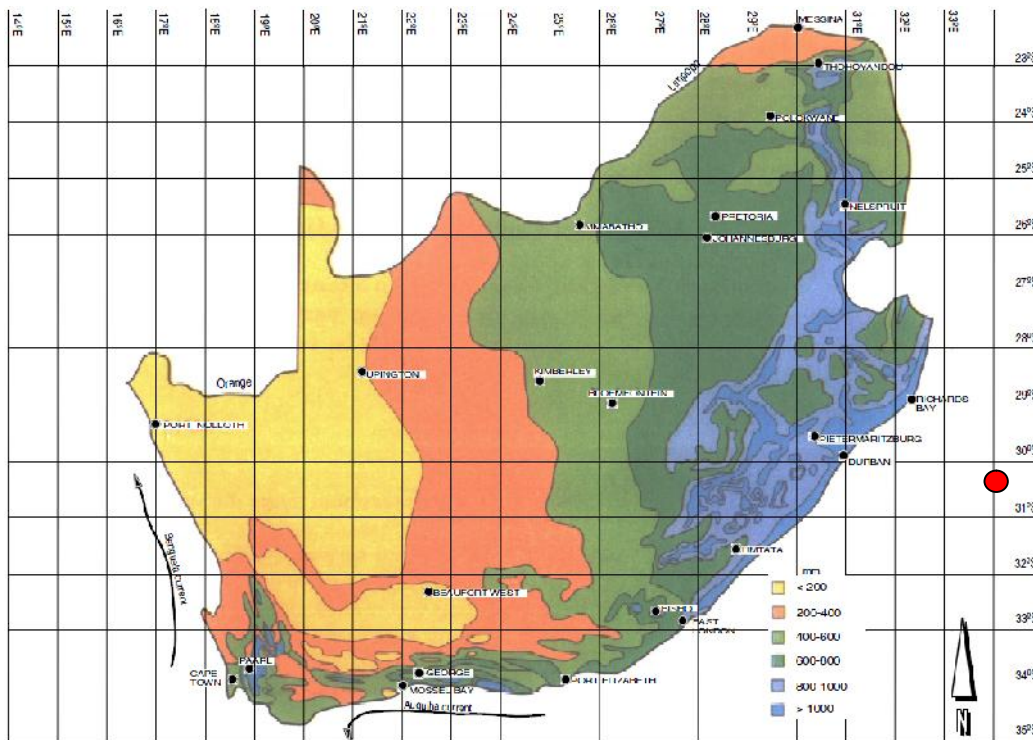 14°E
15°E
16°E
17°E
18°E
19°E
20°E
21°E
22°E
23°E
24°E
25°E
26°E
27°E
28°E
29°E
30°E
31°E
32°E
33°E
MESSINA
23°S
THOHOYANDOU
Limpopo
24°S
POLOKWANE
25°S
NELSPRUIT
PRETORIA
MMABATHO
26°S
JOHANNESBURG
27°S
28°S
UPINGTON
KIMBERLEY
Orange
BLOEMFONTEIN
29°S
RICHARDS
BAY
PORT NOLLOTH
PIETERMARITZBURG
30°S
DURBAN
31°S
Benguela current
UMTATA
32°S
mm
< 200
BEAUFORT WEST
200-400
BISHO
EAST
LONDON
33°S
400-600
PAARL
600-800
CAPE
TOWN
GEORGE
PORT ELIZABETH
MOSSEL BAY
34°S
800-1000
Augulha current
> 1000
N
35°S